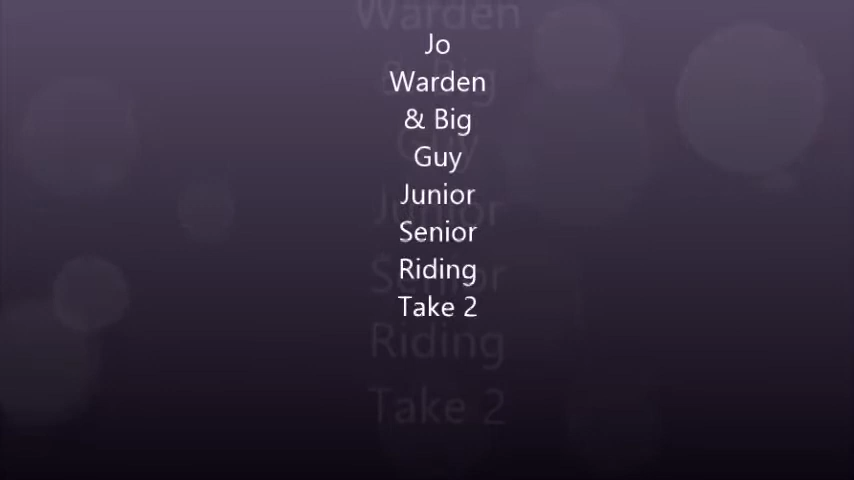 Jo
Warden
& Big
Guy
Junior
Senior
Riding
Take 2